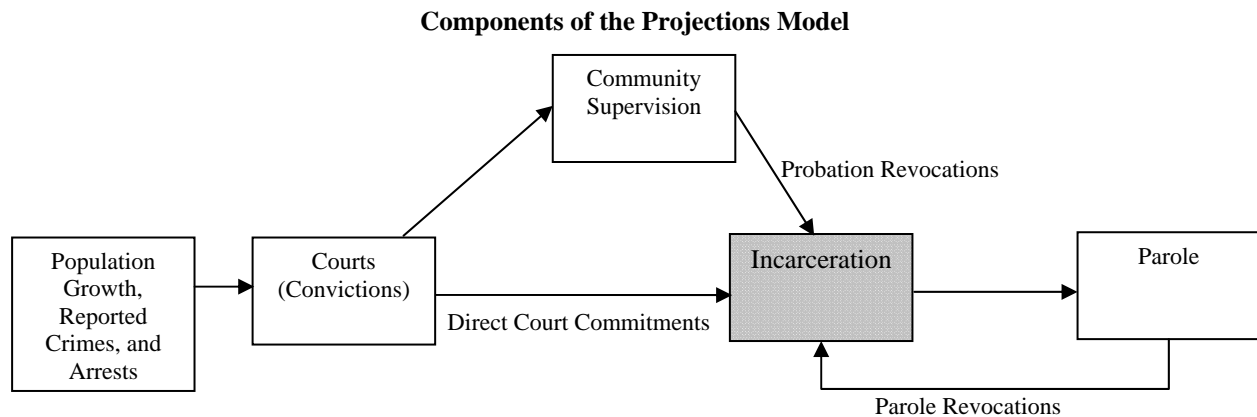 Components of the Projections Model
Community
Supervision
Probation Revocations
Population
Growth,
Reported
Crimes, and
Arrests
Courts
(Convictions)
Direct Court Commitments
Incarceration
Parole
Parole Revocations